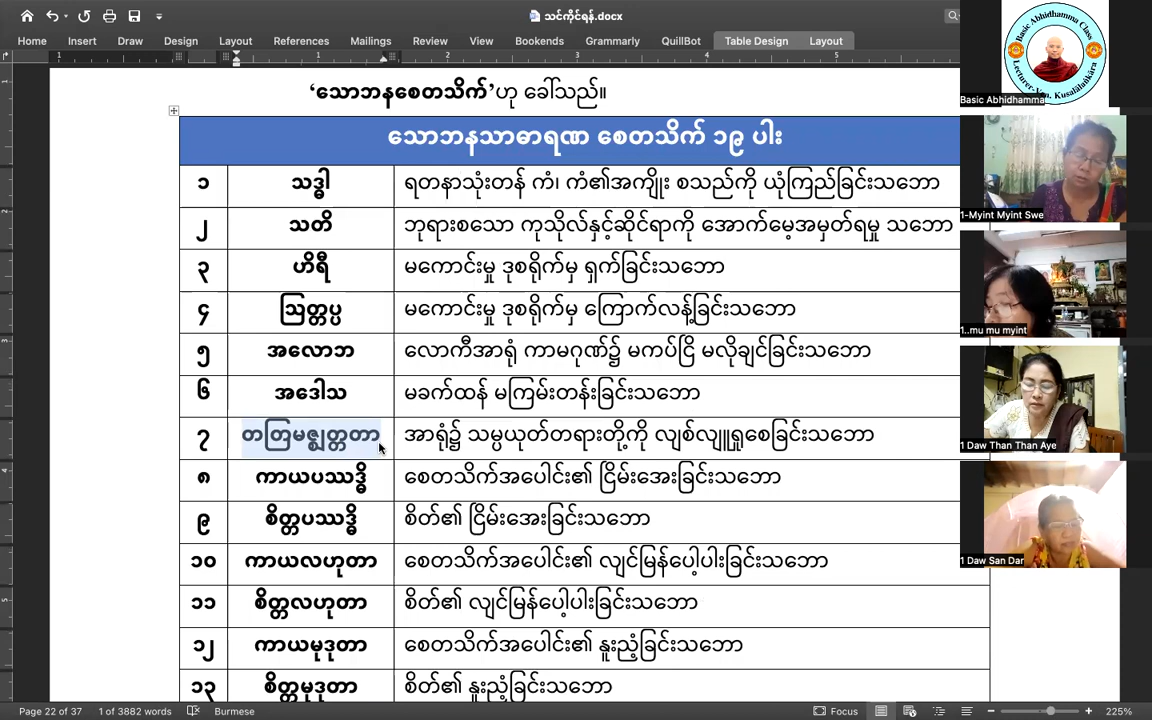 သင်ကိုင်ရန်.docx
Home Insert Draw Design Layout References Mailings Review View Bookends Grammarly QuillBot Table Design Layout
1 1 2 3 4 5
‘သောဘနစေတသိက်’ဟု ခေါ်သည်။
သောဘနသာဓာရဏ စေတသိက် ၁၉ ပါး
၁ သဒ္ဓါ ရတနာသုံးတန် ကံ၊ ကံ၏အကျိုး စသည်ကို ယုံကြည်ခြင်းသဘော
၂ သတိ ဘုရားစသော ကုသိုလ်နှင့်ဆိုင်ရာကို အောက်မေ့အမှတ်ရမှု သဘော
၃ ဟိရီ မကောင်းမှု ဒုစရိုက်မှ ရှက်ခြင်းသဘော
၄ ဩတ္တပ္ပ မကောင်းမှု ဒုစရိုက်မှ ကြောက်လန့်ခြင်းသဘော
၅ အလောဘ လောကီအာရုံ ကာမဂုဏ်၌ မကပ်ငြိ မလိုချင်ခြင်းသဘော
၆ အဒေါသ မခက်ထန် မကြမ်းတန်းခြင်းသဘော
၇ တတြမဇ္ဈတ္တတာ အာရုံ၌ သမ္ပယုတ်တရားတို့ကို လျစ်လျူရှုစေခြင်းသဘော
၈ ကာယပဿဒ္ဓိ စေတသိက်အပေါင်း၏ ငြိမ်းအေးခြင်းသဘော
၉ စိတ္တပဿဒ္ဓိ စိတ်၏ ငြိမ်းအေးခြင်းသဘော
၁၀ ကာယလဟုတာ စေတသိက်အပေါင်း၏ လျင်မြန်ပေါ့ပါးခြင်းသဘော
၁၁ စိတ္တလဟုတာ စိတ်၏ လျင်မြန်ပေါ့ပါးခြင်းသဘော
၁၂ ကာယမုဒုတာ စေတသိက်အပေါင်း၏ နူးညံ့ခြင်းသဘော
၁၃ စိတ္တမုဒုတာ စိတ်၏ နူးညံ့ခြင်းသဘော
Page 22 of 37 1 of 3882 words Burmese Focus 225%
Basic Abhidhamma Class
Lecturer-Ven. Kusalālaṅkāra
Basic Abhidhamma
1-Myint Myint Swe
1..mu mu myint
1 Daw Than Than Aye
1 Daw San Dar